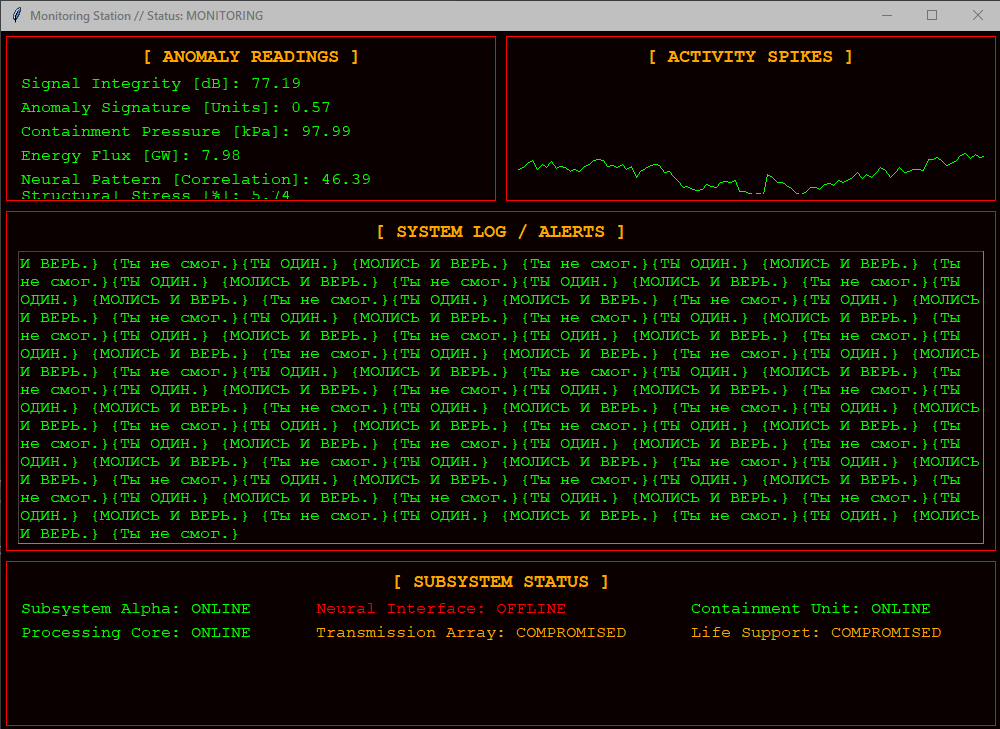 Monitoring Station // Status: MONITORING
[ ANOMALY READINGS ]
Signal Integrity [dB]: 77.19
Anomaly Signature [Units]: 0.57
Containment Pressure [kPa]: 97.99
Energy Flux [GW]: 7.98
Neural Pattern [Correlation]: 46.39
Structural Stress [%]: 5.74
[ ACTIVITY SPIKES ]
[ SYSTEM LOG / ALERTS ]
И ВЕРЬ.} {Ты не смог.}{ТЫ ОДИН.} {МОЛИСЬ И ВЕРЬ.} {Ты не смог.}{ТЫ ОДИН.} {МОЛИСЬ И ВЕРЬ.} {Ты
не смог.}{ТЫ ОДИН.} {МОЛИСЬ И ВЕРЬ.} {Ты не смог.}{ТЫ ОДИН.} {МОЛИСЬ И ВЕРЬ.} {Ты не смог.}{ТЫ
ОДИН.} {МОЛИСЬ И ВЕРЬ.} {Ты не смог.}{ТЫ ОДИН.} {МОЛИСЬ И ВЕРЬ.} {Ты не смог.}{ТЫ ОДИН.} {МОЛИСЬ
И ВЕРЬ.} {Ты не смог.}{ТЫ ОДИН.} {МОЛИСЬ И ВЕРЬ.} {Ты не смог.}{ТЫ ОДИН.} {МОЛИСЬ И ВЕРЬ.} {Ты
не смог.}{ТЫ ОДИН.} {МОЛИСЬ И ВЕРЬ.} {Ты не смог.}{ТЫ ОДИН.} {МОЛИСЬ И ВЕРЬ.} {Ты не смог.}{ТЫ
ОДИН.} {МОЛИСЬ И ВЕРЬ.} {Ты не смог.}{ТЫ ОДИН.} {МОЛИСЬ И ВЕРЬ.} {Ты не смог.}{ТЫ ОДИН.} {МОЛИСЬ
И ВЕРЬ.} {Ты не смог.}{ТЫ ОДИН.} {МОЛИСЬ И ВЕРЬ.} {Ты не смог.}{ТЫ ОДИН.} {МОЛИСЬ И ВЕРЬ.} {Ты
не смог.}{ТЫ ОДИН.} {МОЛИСЬ И ВЕРЬ.} {Ты не смог.}{ТЫ ОДИН.} {МОЛИСЬ И ВЕРЬ.} {Ты не смог.}{ТЫ
ОДИН.} {МОЛИСЬ И ВЕРЬ.} {Ты не смог.}{ТЫ ОДИН.} {МОЛИСЬ И ВЕРЬ.} {Ты не смог.}{ТЫ ОДИН.} {МОЛИСЬ
И ВЕРЬ.} {Ты не смог.}{ТЫ ОДИН.} {МОЛИСЬ И ВЕРЬ.} {Ты не смог.}{ТЫ ОДИН.} {МОЛИСЬ И ВЕРЬ.} {Ты
не смог.}{ТЫ ОДИН.} {МОЛИСЬ И ВЕРЬ.} {Ты не смог.}{ТЫ ОДИН.} {МОЛИСЬ И ВЕРЬ.} {Ты не смог.}{ТЫ
ОДИН.} {МОЛИСЬ И ВЕРЬ.} {Ты не смог.}{ТЫ ОДИН.} {МОЛИСЬ И ВЕРЬ.} {Ты не смог.}{ТЫ ОДИН.} {МОЛИСЬ
И ВЕРЬ.} {Ты не смог.}{ТЫ ОДИН.} {МОЛИСЬ И ВЕРЬ.} {Ты не смог.}{ТЫ ОДИН.} {МОЛИСЬ И ВЕРЬ.} {Ты
не смог.}{ТЫ ОДИН.} {МОЛИСЬ И ВЕРЬ.} {Ты не смог.}{ТЫ ОДИН.} {МОЛИСЬ И ВЕРЬ.} {Ты не смог.}{ТЫ
ОДИН.} {МОЛИСЬ И ВЕРЬ.} {Ты не смог.}{ТЫ ОДИН.} {МОЛИСЬ И ВЕРЬ.} {Ты не смог.}{ТЫ ОДИН.} {МОЛИСЬ
И ВЕРЬ.} {Ты не смог.}
[ SUBSYSTEM STATUS ]
Subsystem Alpha: ONLINE Neural Interface: OFFLINE Containment Unit: ONLINE
Processing Core: ONLINE Transmission Array: COMPROMISED Life Support: COMPROMISED